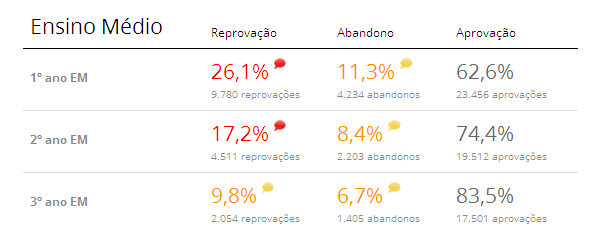 Ensino Médio Reprovação Abandono Aprovação
1º ano EM 26,1% 11,3% 62,6%
9.780 reprovações 4.234 abandonos 23.456 aprovações
2º ano EM 17,2% 8,4% 74,4%
4.511 reprovações 2.203 abandonos 19.512 aprovações
3º ano EM 9,8% 6,7% 83,5%
2.054 reprovações 1.405 abandonos 17.501 aprovações